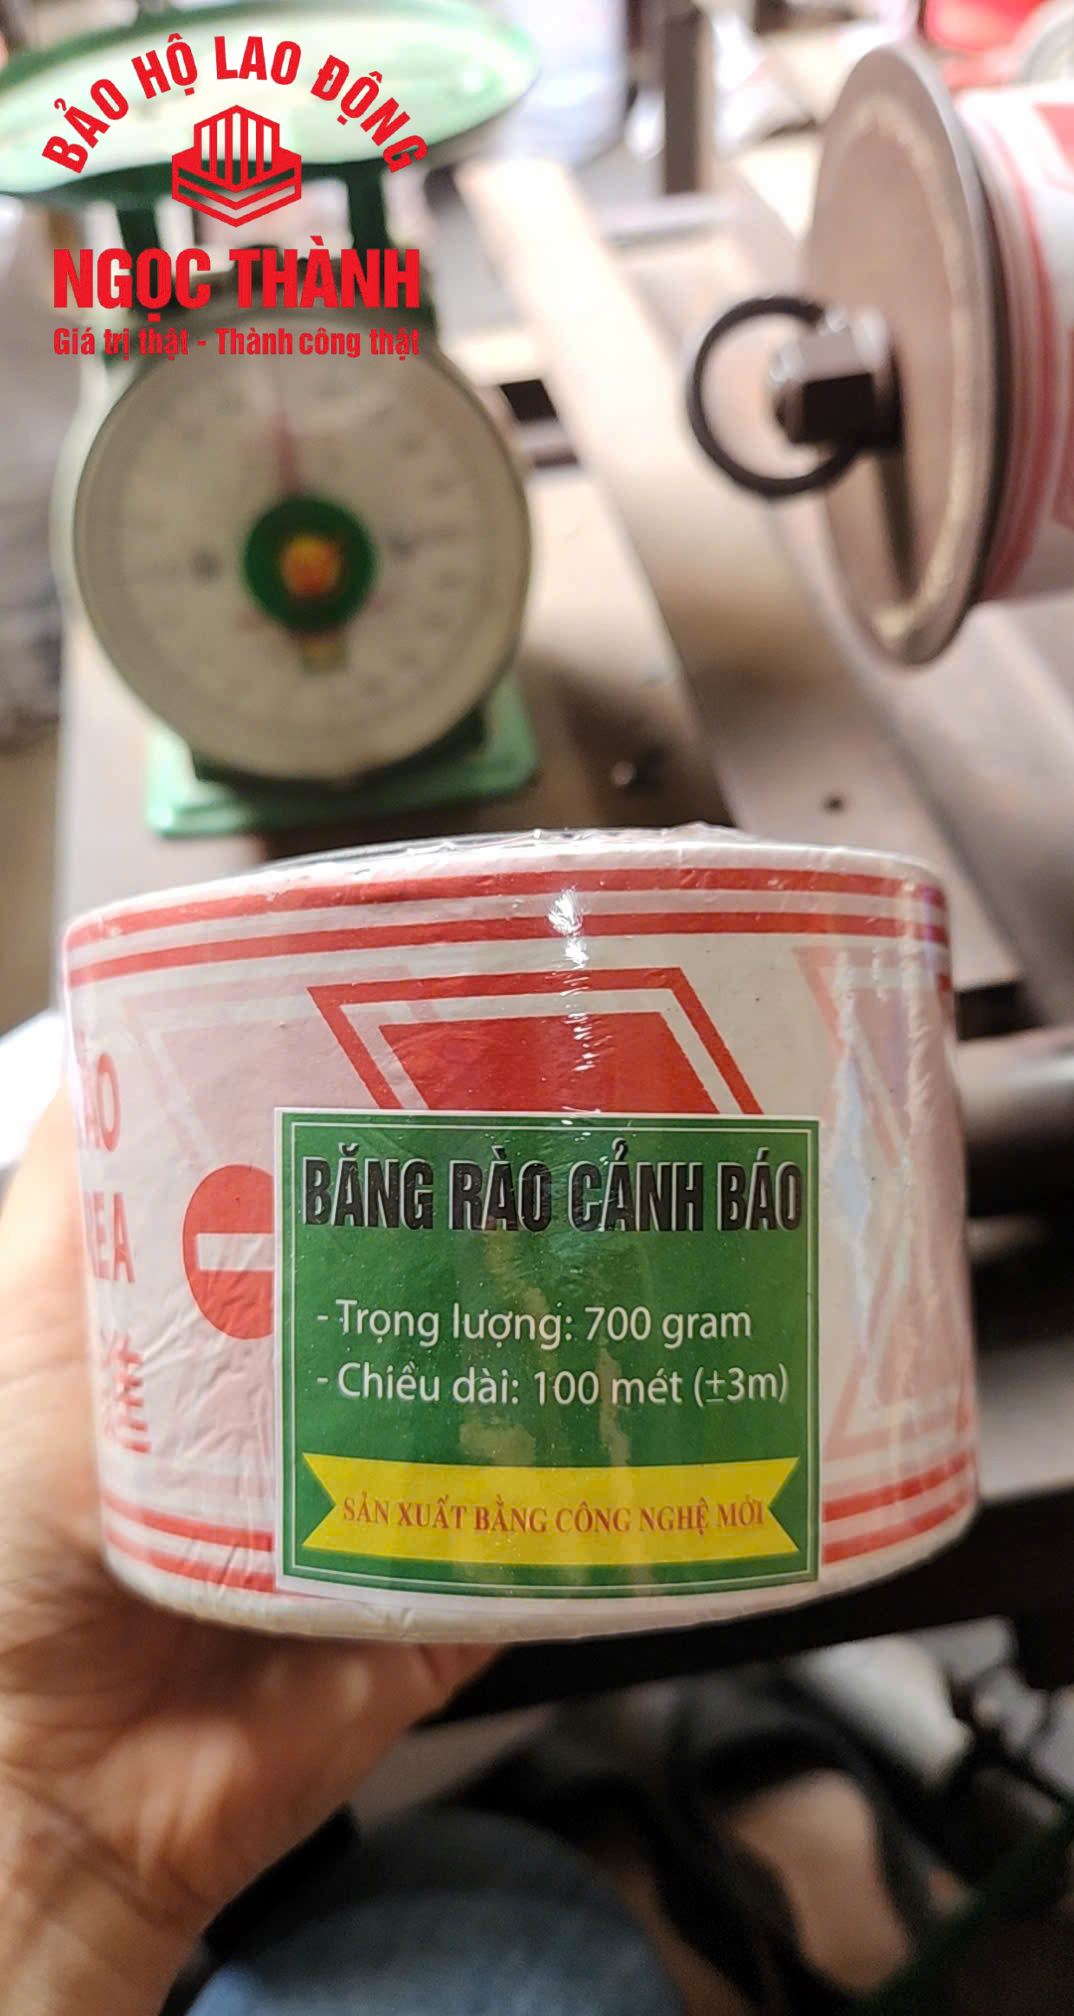 BẢO HỘ LAO ĐỘNG
NGỌC THÀNH
Giá trị thật - Thành công thật
BĂNG RÀO CẢNH BÁO
- Trọng lượng: 700 gram
- Chiều dài: 100 mét (±3m)
SẢN XUẤT BẰNG CÔNG NGHỆ MỚI